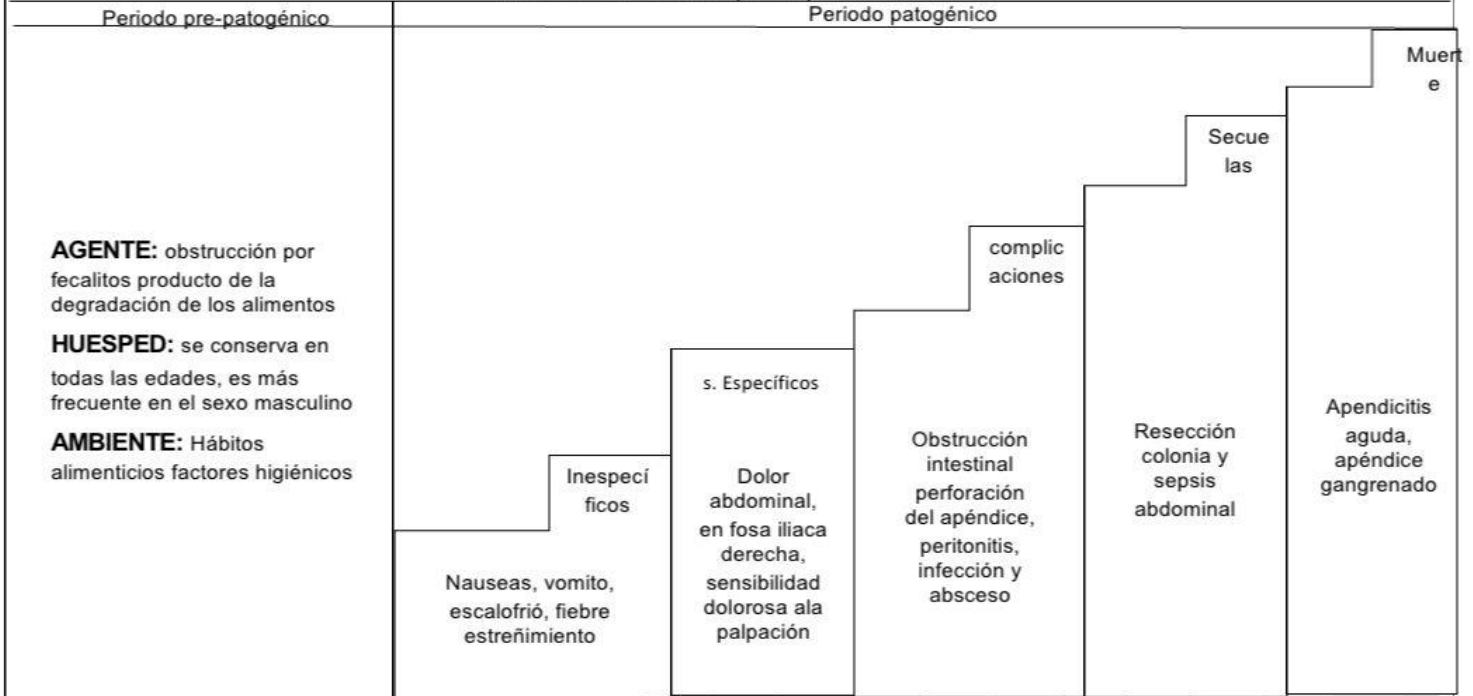 Periodo pre-patogénico
Periodo patogénico
AGENTE: obstrucción por
fecalitos producto de la
degradación de los alimentos
HUESPED: se conserva en
todas las edades, es más
frecuente en el sexo masculino
AMBIENTE: Hábitos
alimenticios factores higiénicos
Nauseas, vomito,
escalofrió, fiebre
estreñimiento
Inespecí
ficos
s. Específicos
Dolor
abdominal,
en fosa iliaca
derecha,
sensibilidad
dolorosa ala
palpación
complic
aciones
Obstrucción
intestinal
perforación
del apéndice,
peritonitis,
infección y
absceso
Secue
las
Resección
colonia y
sepsis
abdominal
Muert
e
Apendicitis
aguda,
apéndice
gangrenado